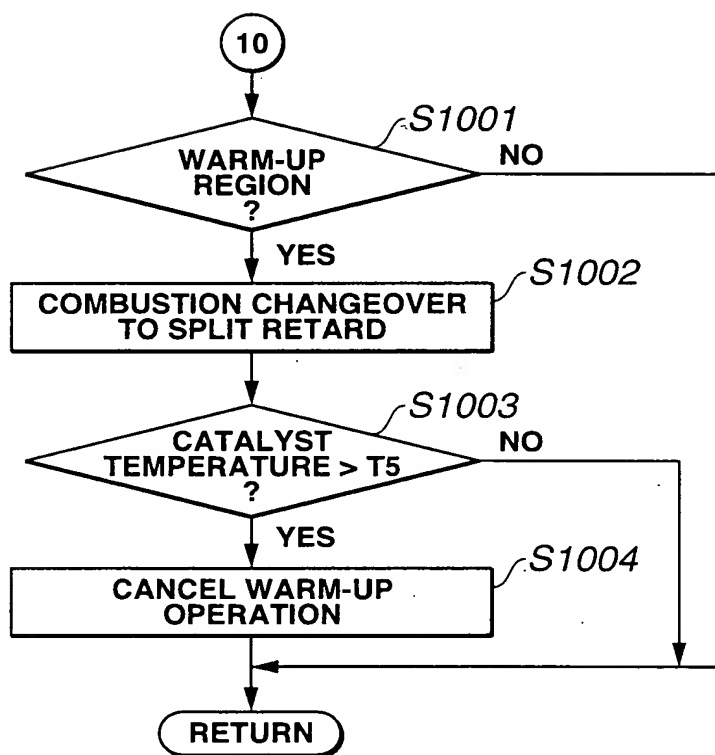 10
S1001
WARM-UP
REGION
?
NO
YES
S1002
COMBUSTION CHANGEOVER
TO SPLIT RETARD
S1003
CATALYST
TEMPERATURE > T5
?
NO
YES
S1004
CANCEL WARM-UP
OPERATION
RETURN